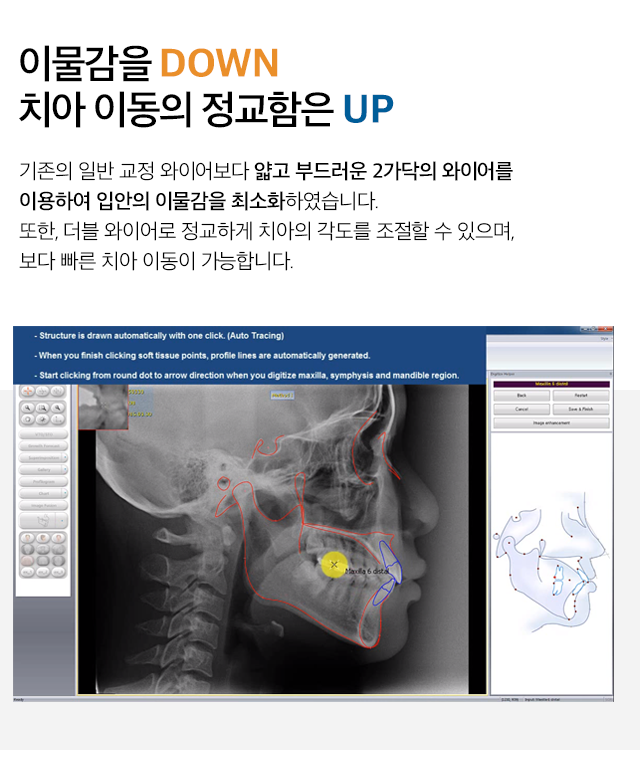 이물감을 DOWN
치아 이동의 정교함은 UP
기존의 일반 교정 와이어보다 얇고 부드러운 2가닥의 와이어를
이용하여 입안의 이물감을 최소화하였습니다.
또한, 더블 와이어로 정교하게 치아의 각도를 조절할 수 있으며,
보다 빠른 치아 이동이 가능합니다.
- Structure is drawn automatically with one click. (Auto Tracing)
- When you finish clicking soft tissue points, profile lines are automatically generated.
- Start clicking from round dot to arrow direction when you digitize maxilla, symphysis and mandible region.
Maxilla 6 distal
Back
Restart
Cancel
Save & Finish
Image enhancement
Maxilla 6 distal
Ready